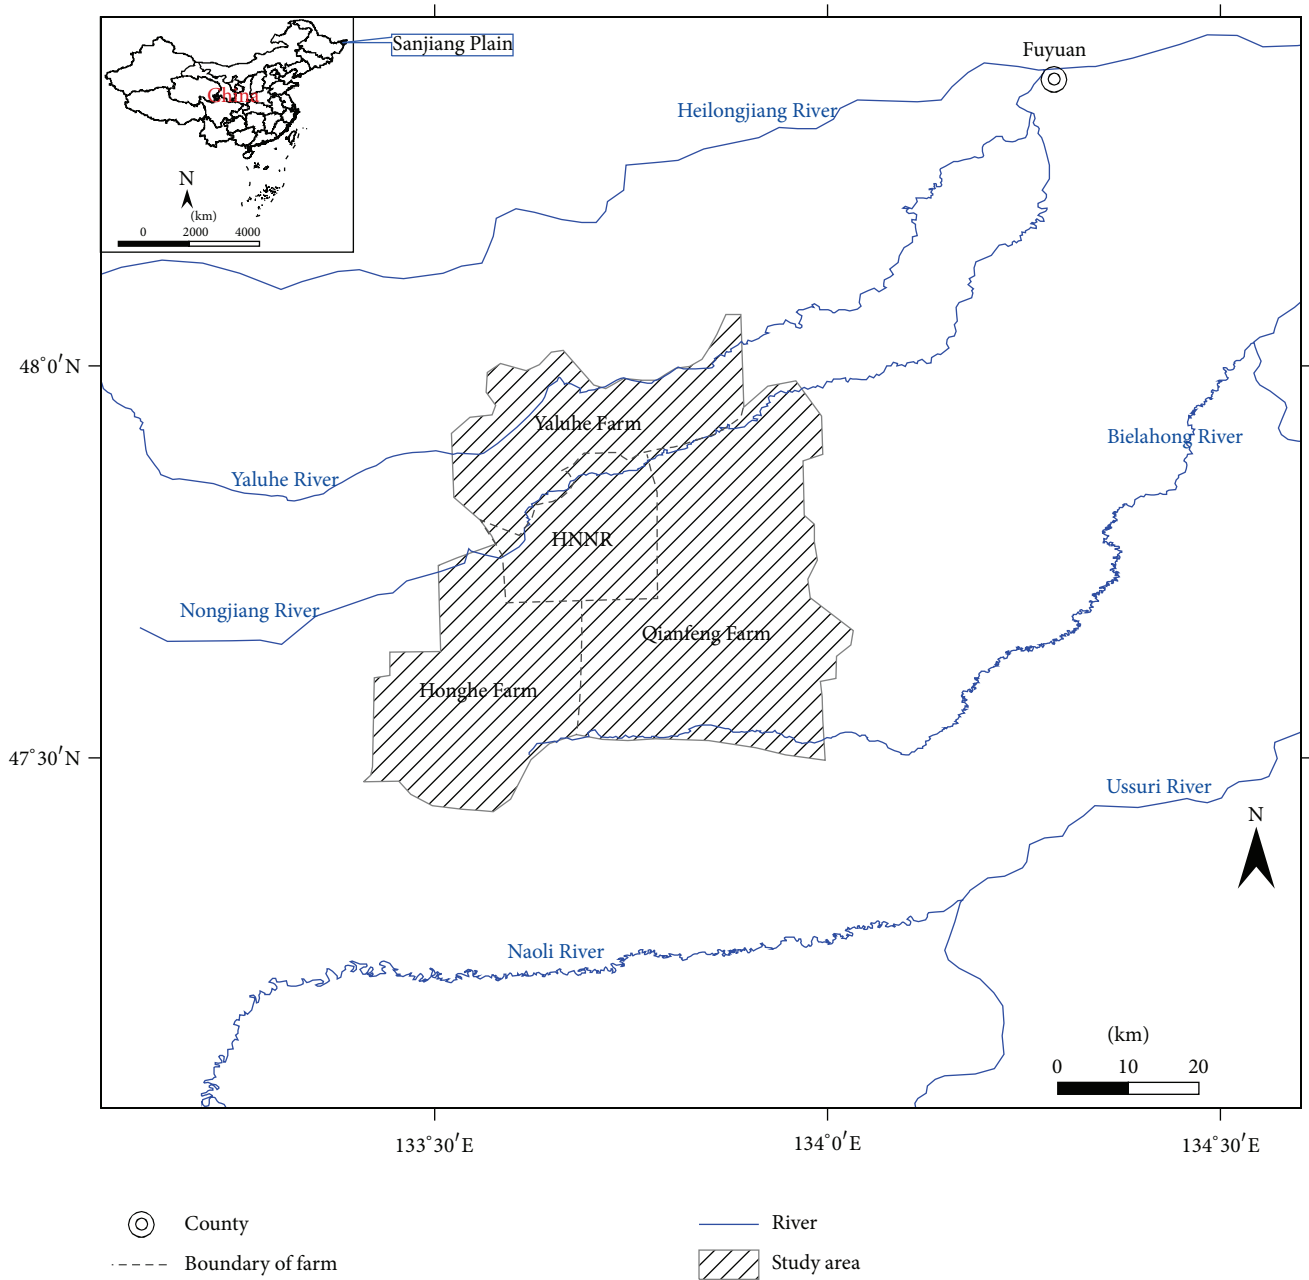 Sanjiang Plain
China
N
(km)
0 2000 4000
Fuyuan
Heilongjiang River
48°0′N
Yaluhe Farm
Bielahong River
Yaluhe River
HNNR
Nongjiang River
Qianfeng Farm
Honghe Farm
47°30′N
Ussuri River
N
Naoli River
(km)
0 10 20
133°30′E 134°0′E 134°30′E
County
River
Boundary of farm
Study area